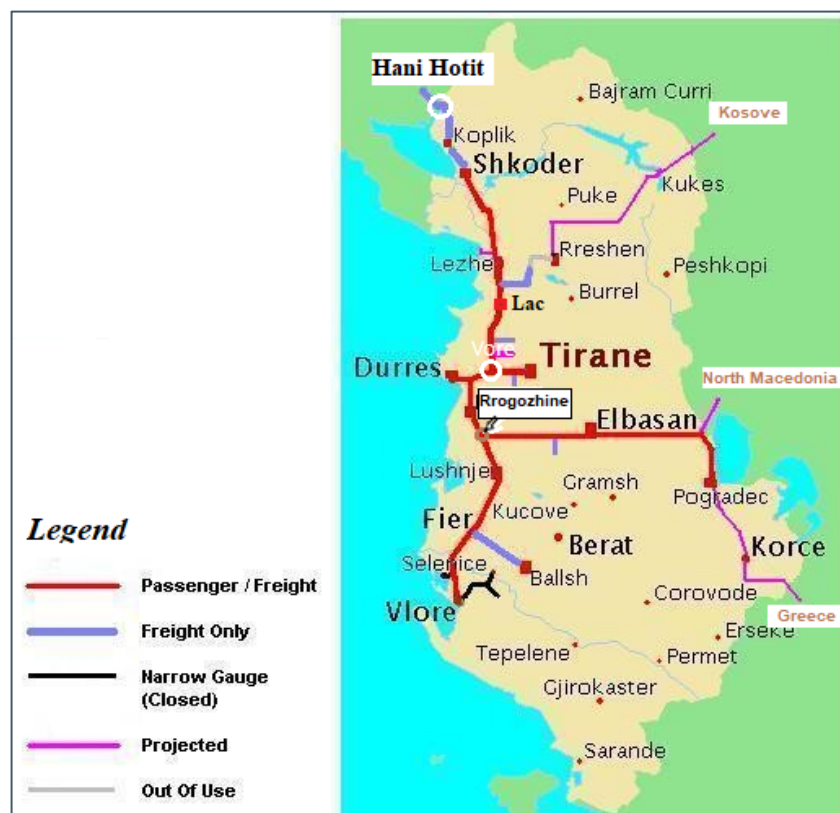 Hani Hotit
Bajram Curri
Kosove
Koplik
Shkoder
Kukes
Puke
Lezhe
Rreshen
Peshkopi
Burrel
Lac
Vore
Tirane
Durres
North Macedonia
Rrogozhine
Elbasan
Lushnje
Gramsh
Pogradec
Kucove
Fier
Berat
Korce
Legend
Selenice
Ballsh
Passenger / Freight
Corovode
Vlore
Greece
Freight Only
Erseke
Tepelene
Permet
Narrow Gauge
(Closed)
Gjirokaster
Projected
Sarande
Out Of Use